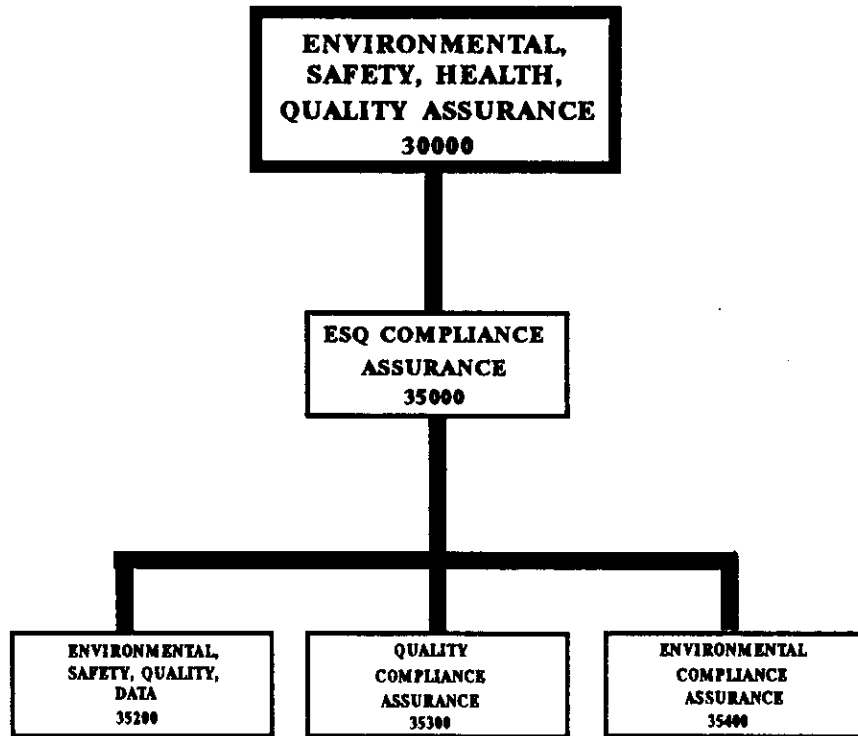 ENVIRONMENTAL,
SAFETY, HEALTH,
QUALITY ASSURANCE
30000
ESQ COMPLIANCE
ASSURANCE
35000
ENVIRONMENTAL,
SAFETY, QUALITY,
DATA
35200
QUALITY
COMPLIANCE
ASSURANCE
35300
ENVIRONMENTAL
COMPLIANCE
ASSURANCE
35400